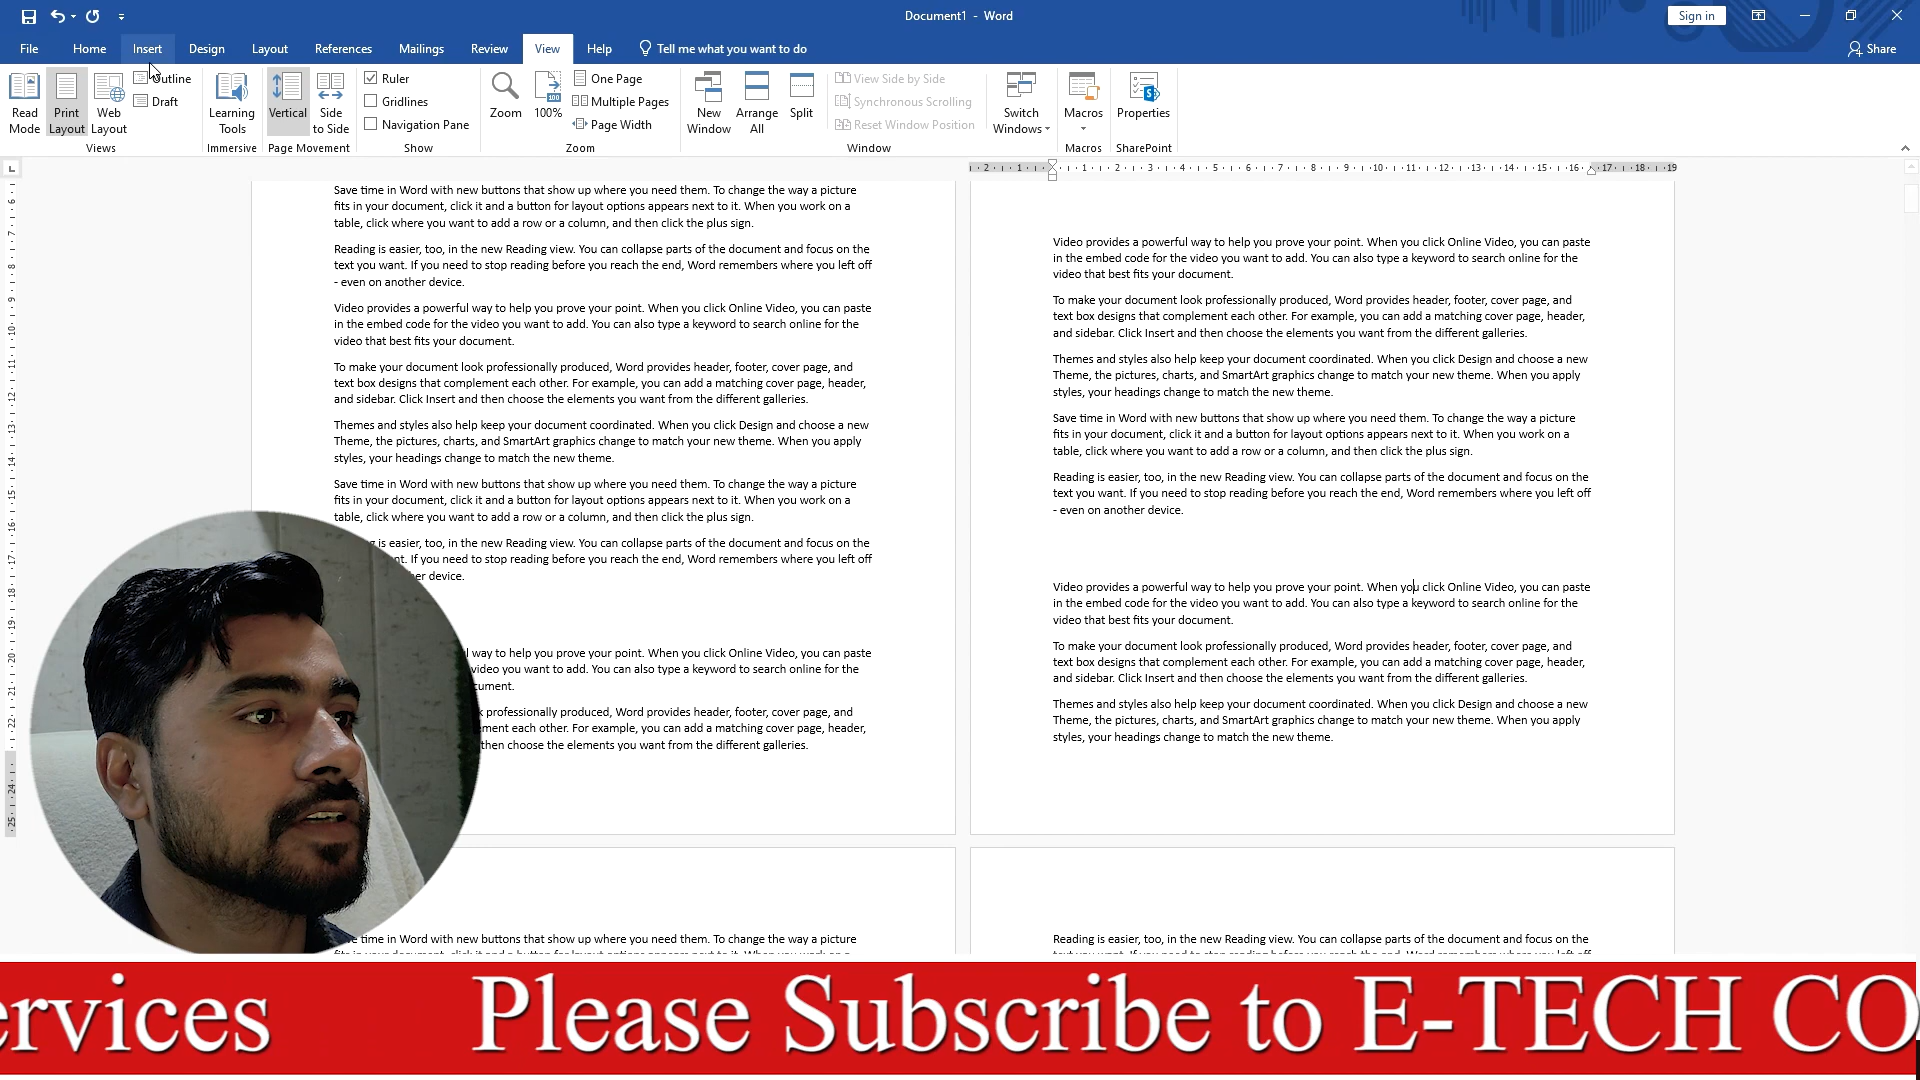 Document1 - Word
Sign in
File Home Insert Design Layout References Mailings Review View Help Tell me what you want to do Share
Read Mode
Print Layout
Web Layout
Outline
Draft
Views
Learning Tools
Immersive
Vertical
Side to Side
Page Movement
Ruler
Gridlines
Navigation Pane
Show
Zoom
100%
One Page
Multiple Pages
Page Width
Zoom
New Window
Arrange All
Split
View Side by Side
Synchronous Scrolling
Reset Window Position
Window
Switch Windows
Macros
Macros
Properties
SharePoint
2 1 1 2 3 4 5 6 7 8 9 10 11 12 13 14 15 16 17 18 19
Save time in Word with new buttons that show up where you need them. To change the way a picture
fits in your document, click it and a button for layout options appears next to it. When you work on a
table, click where you want to add a row or a column, and then click the plus sign.
Reading is easier, too, in the new Reading view. You can collapse parts of the document and focus on the
text you want. If you need to stop reading before you reach the end, Word remembers where you left off
- even on another device.
Video provides a powerful way to help you prove your point. When you click Online Video, you can paste
in the embed code for the video you want to add. You can also type a keyword to search online for the
video that best fits your document.
To make your document look professionally produced, Word provides header, footer, cover page, and
text box designs that complement each other. For example, you can add a matching cover page, header,
and sidebar. Click Insert and then choose the elements you want from the different galleries.
Themes and styles also help keep your document coordinated. When you click Design and choose a new
Theme, the pictures, charts, and SmartArt graphics change to match your new theme. When you apply
styles, your headings change to match the new theme.
Save time in Word with new buttons that show up where you need them. To change the way a picture
fits in your document, click it and a button for layout options appears next to it. When you work on a
table, click where you want to add a row or a column, and then click the plus sign.
is easier, too, in the new Reading view. You can collapse parts of the document and focus on the
If you need to stop reading before you reach the end, Word remembers where you left off
device.
way to help you prove your point. When you click Online Video, you can paste
video you want to add. You can also type a keyword to search online for the
professionally produced, Word provides header, footer, cover page, and
each other. For example, you can add a matching cover page, header,
then choose the elements you want from the different galleries.
time in Word with new buttons that show up where you need them. To change the way a picture
Video provides a powerful way to help you prove your point. When you click Online Video, you can paste
in the embed code for the video you want to add. You can also type a keyword to search online for the
video that best fits your document.
To make your document look professionally produced, Word provides header, footer, cover page, and
text box designs that complement each other. For example, you can add a matching cover page, header,
and sidebar. Click Insert and then choose the elements you want from the different galleries.
Themes and styles also help keep your document coordinated. When you click Design and choose a new
Theme, the pictures, charts, and SmartArt graphics change to match your new theme. When you apply
styles, your headings change to match the new theme.
Save time in Word with new buttons that show up where you need them. To change the way a picture
fits in your document, click it and a button for layout options appears next to it. When you work on a
table, click where you want to add a row or a column, and then click the plus sign.
Reading is easier, too, in the new Reading view. You can collapse parts of the document and focus on the
text you want. If you need to stop reading before you reach the end, Word remembers where you left off
- even on another device.
Video provides a powerful way to help you prove your point. When you click Online Video, you can paste
in the embed code for the video you want to add. You can also type a keyword to search online for the
video that best fits your document.
To make your document look professionally produced, Word provides header, footer, cover page, and
text box designs that complement each other. For example, you can add a matching cover page, header,
and sidebar. Click Insert and then choose the elements you want from the different galleries.
Themes and styles also help keep your document coordinated. When you click Design and choose a new
Theme, the pictures, charts, and SmartArt graphics change to match your new theme. When you apply
styles, your headings change to match the new theme.
Reading is easier, too, in the new Reading view. You can collapse parts of the document and focus on the
ervices Please Subscribe to E-TECH CO